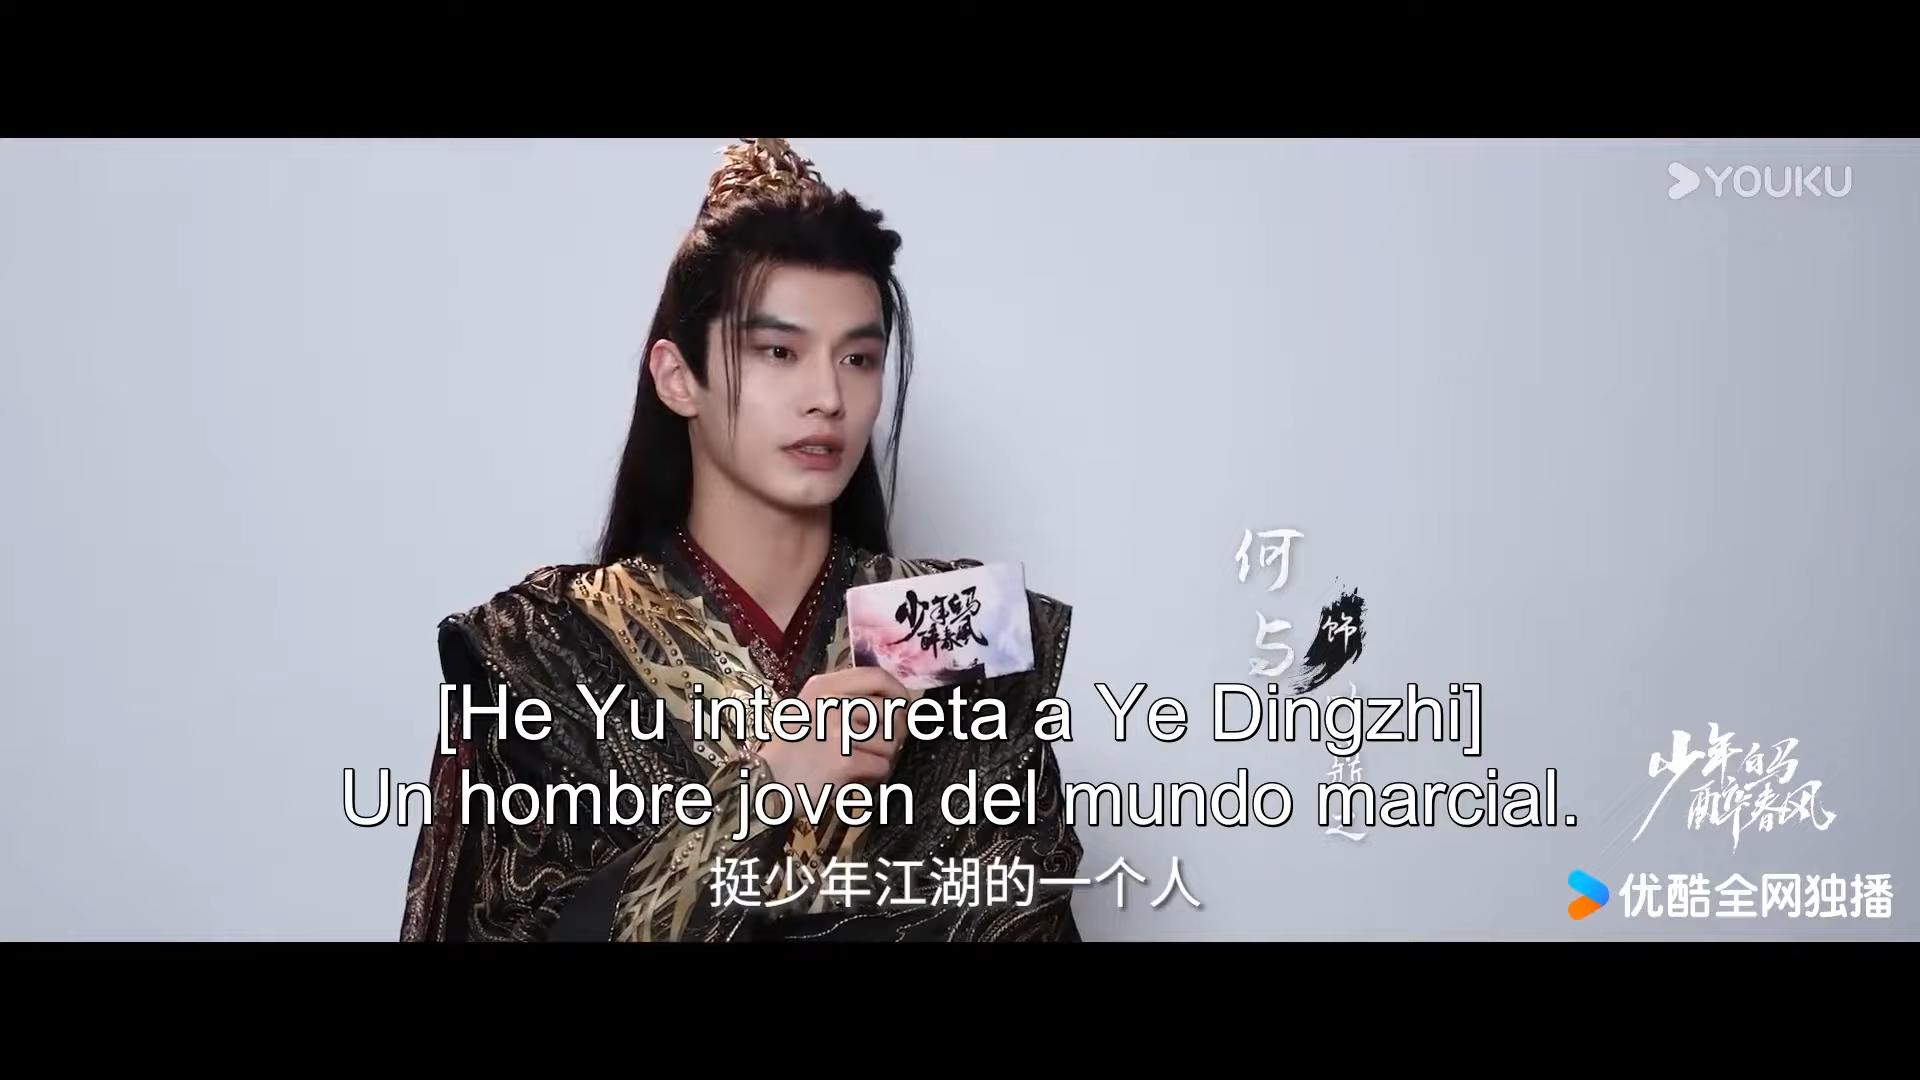 YOUKU
少年白马
醉春风
何与
饰
[He Yu interpreta a Ye Dingzhi]
Un hombre joven del mundo marcial.
挺少年江湖的一个人
少年白马
醉春风
优酷全网独播